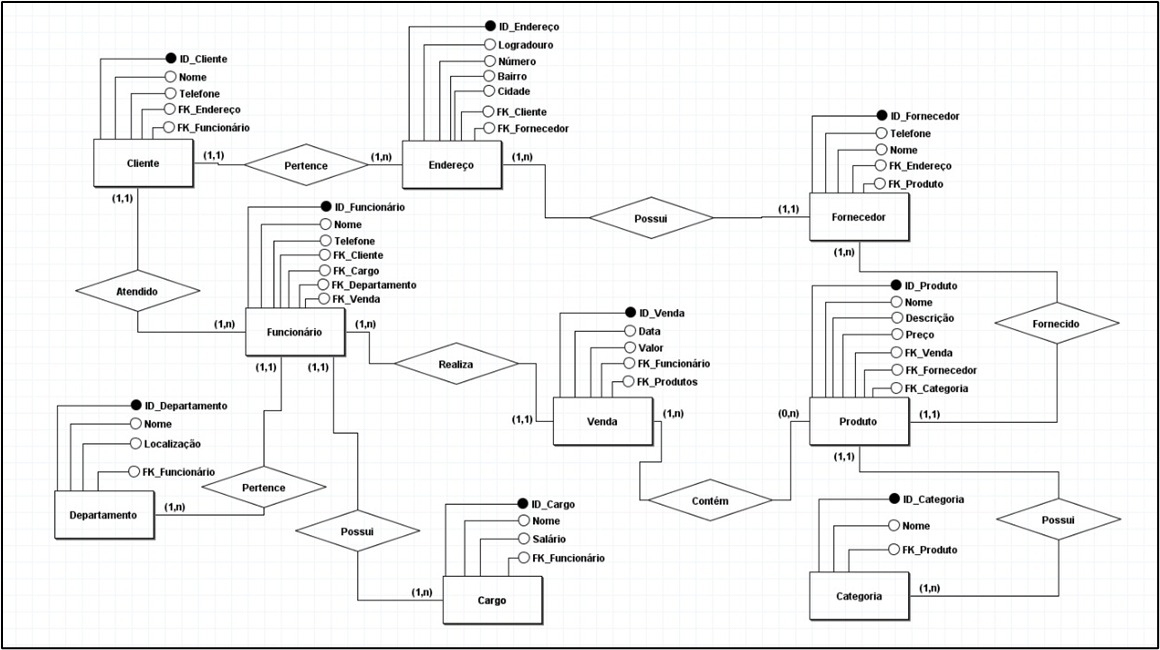 ID_Cliente
Nome
Telefone
FK_Endereço
FK_Funcionário
Cliente
(1,1)
(1,1)
Pertence
(1,n)
ID_Endereço
Logradouro
Número
Bairro
Cidade
FK_Cliente
FK_Fornecedor
Endereço
(1,n)
Possui
(1,1)
ID_Fornecedor
Telefone
Nome
FK_Endereço
FK_Produto
Fornecedor
(1,n)
Fornecido
Atendido
(1,n)
ID_Funcionário
Nome
Telefone
FK_Cliente
FK_Cargo
FK_Departamento
FK_Venda
Funcionário
(1,n)
(1,1)
(1,1)
Realiza
(1,1)
ID_Venda
Data
Valor
FK_Funcionário
FK_Produtos
Venda
(1,n)
Contém
(0,n)
ID_Produto
Nome
Descrição
Preço
FK_Venda
FK_Fornecedor
FK_Categoria
Produto
(1,1)
(1,1)
Possui
ID_Departamento
Nome
Localização
FK_Funcionário
Departamento
(1,n)
Pertence
Possui
(1,n)
ID_Cargo
Nome
Salário
FK_Funcionário
Cargo
ID_Categoria
Nome
FK_Produto
Categoria
(1,n)